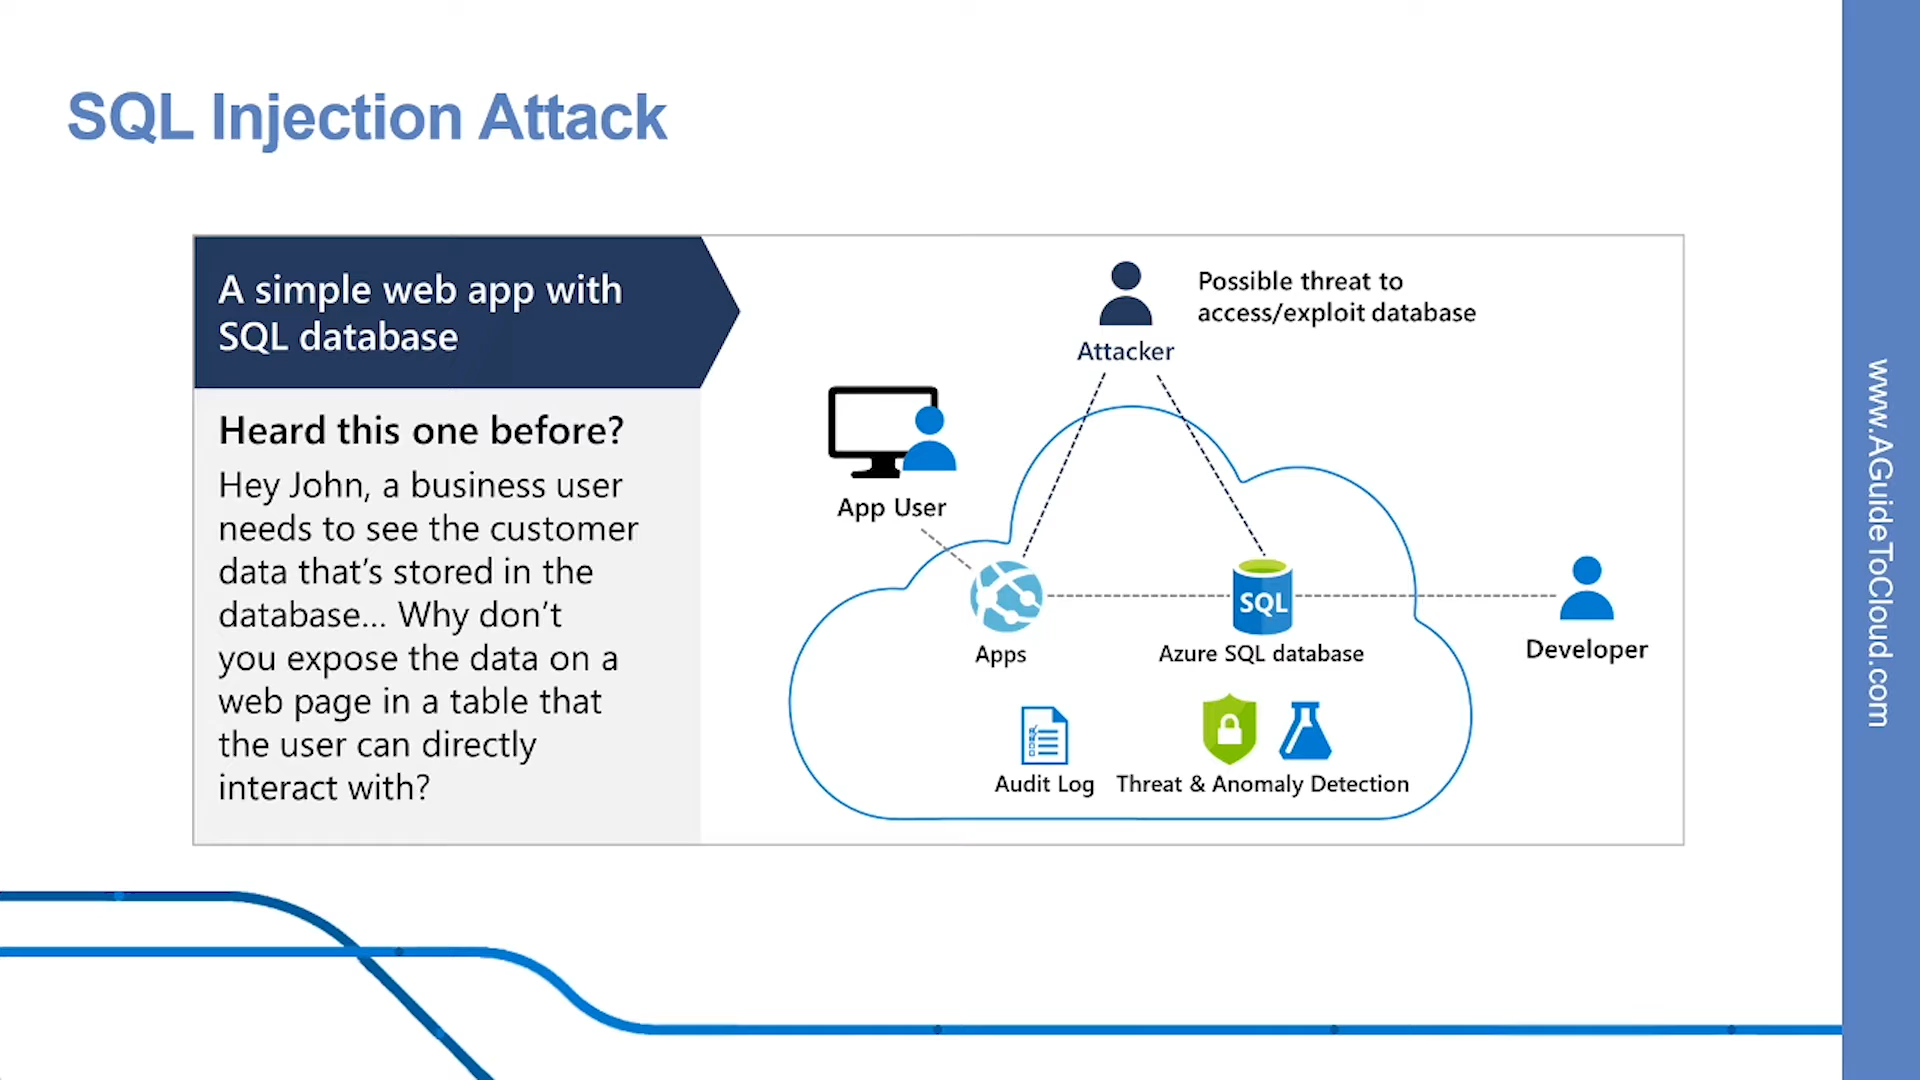 SQL Injection Attack
A simple web app with
SQL database
Heard this one before?
Hey John, a business user
needs to see the customer
data that's stored in the
database... Why don't
you expose the data on a
web page in a table that
the user can directly
interact with?
Attacker
Possible threat to
access/exploit database
App User
Apps
SQL
Azure SQL database
Developer
Audit Log
Threat & Anomaly Detection
www.AGuideToCloud.com